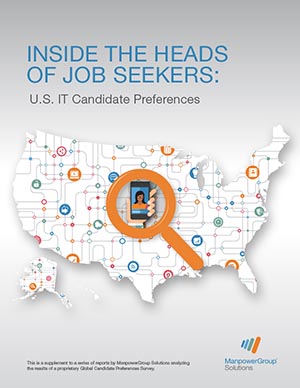 INSIDE THE HEADS
OF JOB SEEKERS:
U.S. IT Candidate Preferences
This is a supplement to a series of reports by ManpowerGroup Solutions analyzing
the results of a proprietary Global Candidate Preferences Survey.
ManpowerGroup
Solutions